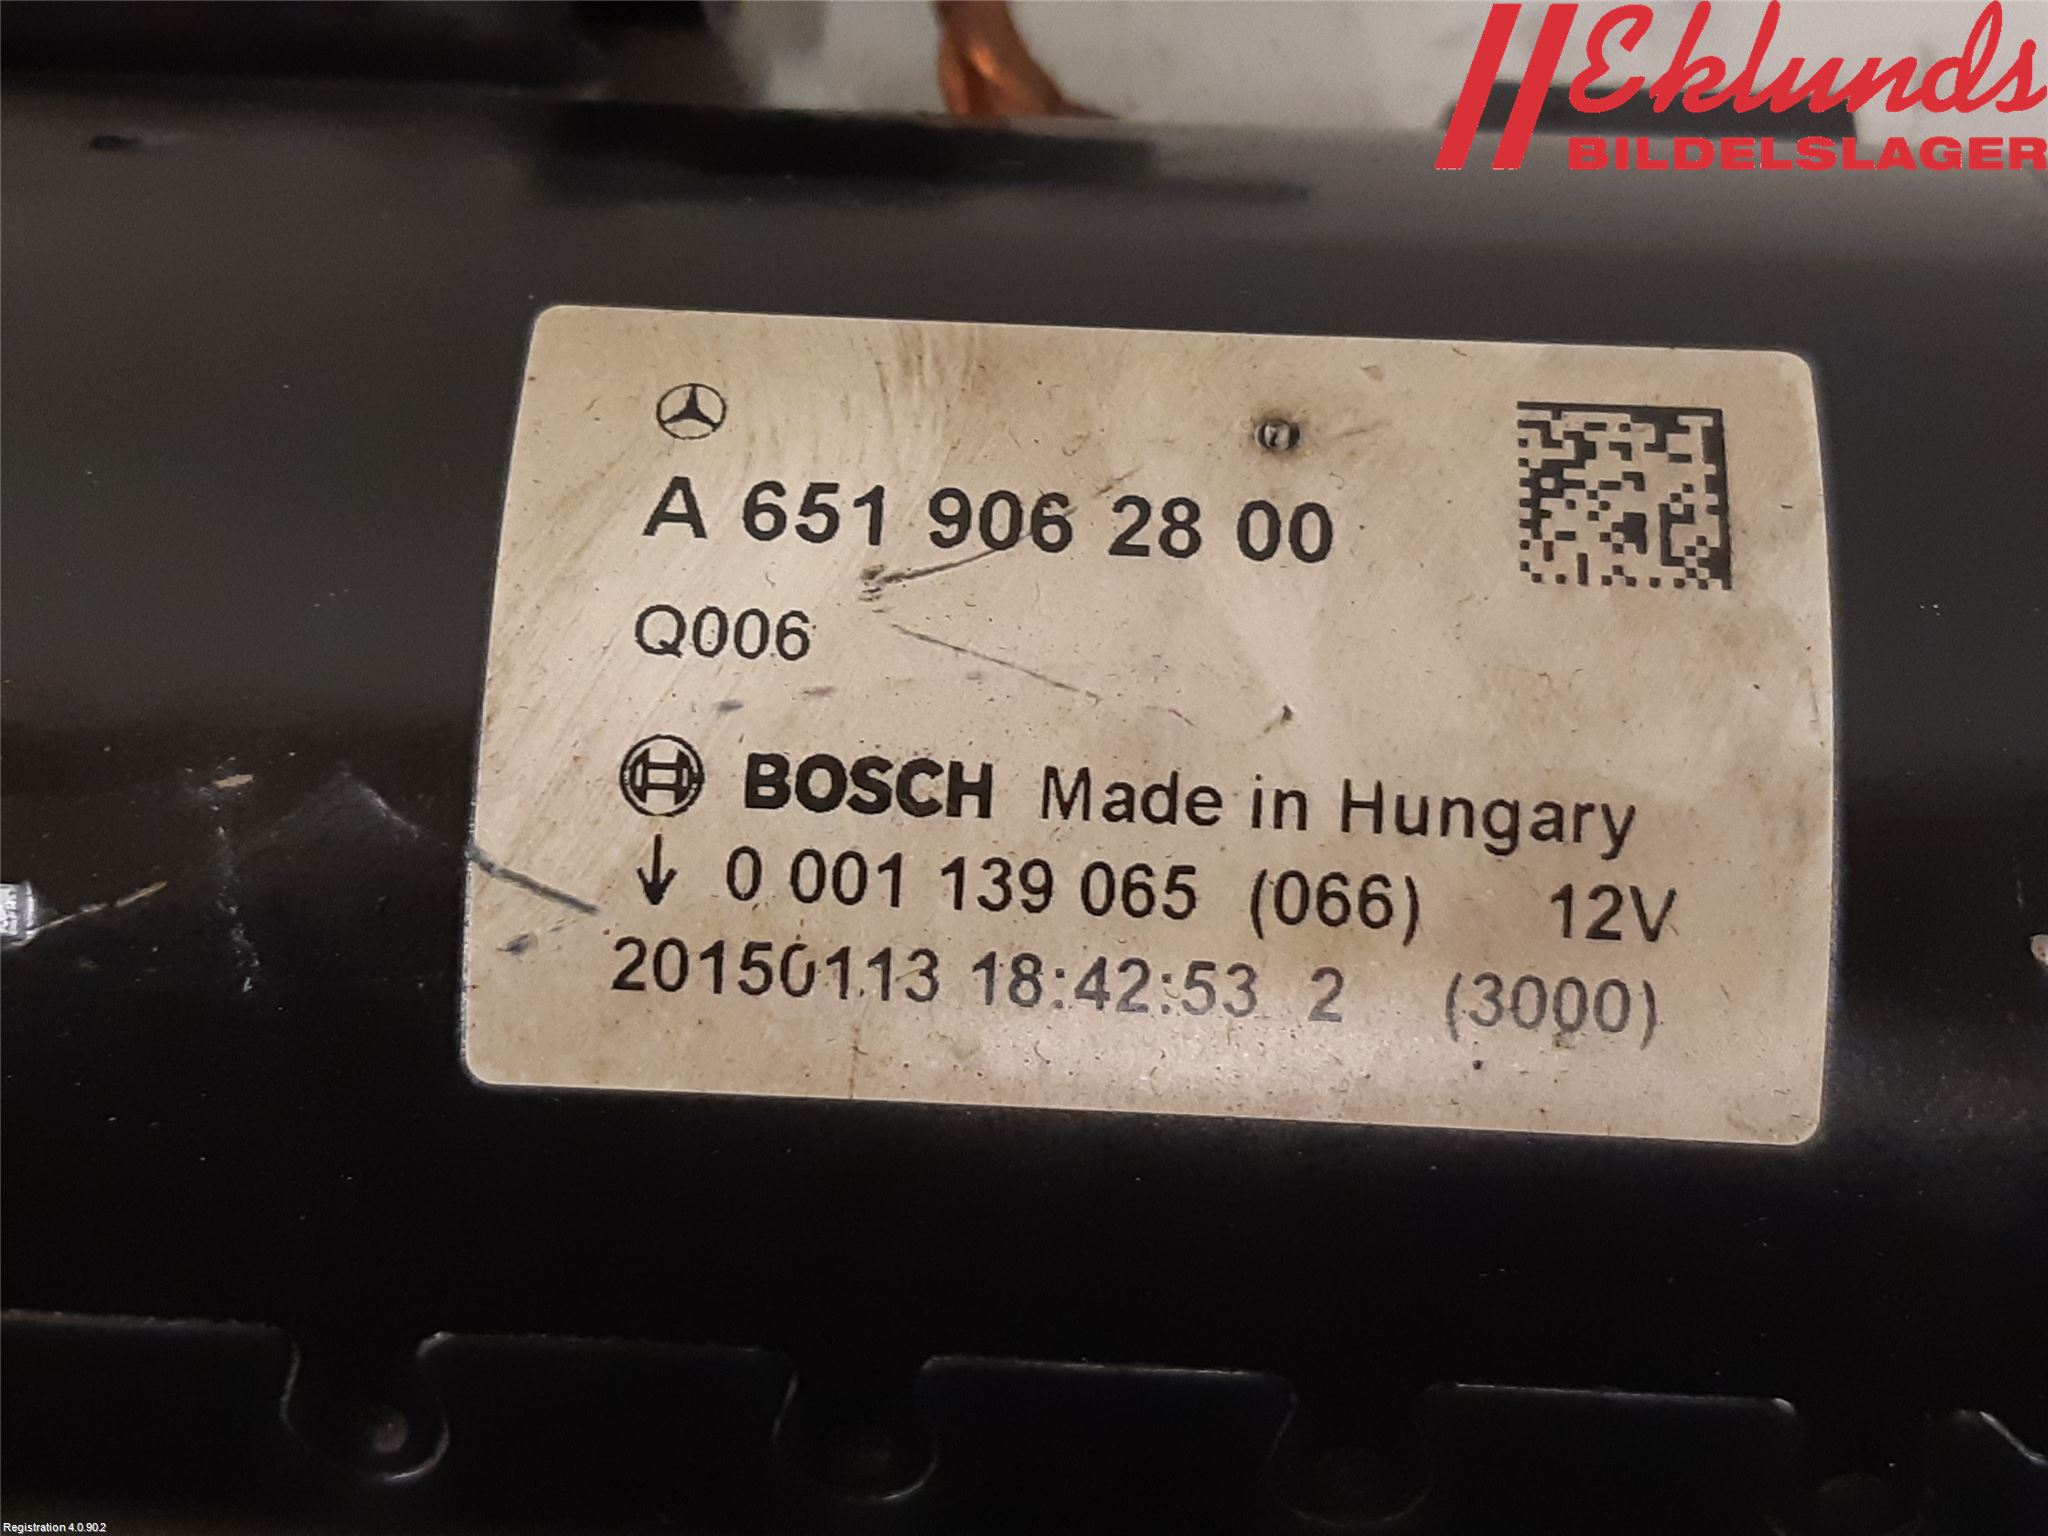 Eklunds
BILDELSLAGER
A 651 906 28 00
Q006
BOSCH Made in Hungary
↓ 0 001 139 065 (066) 12V
20150113 18:42:53 2 (3000)
Registration 4.0.90.2